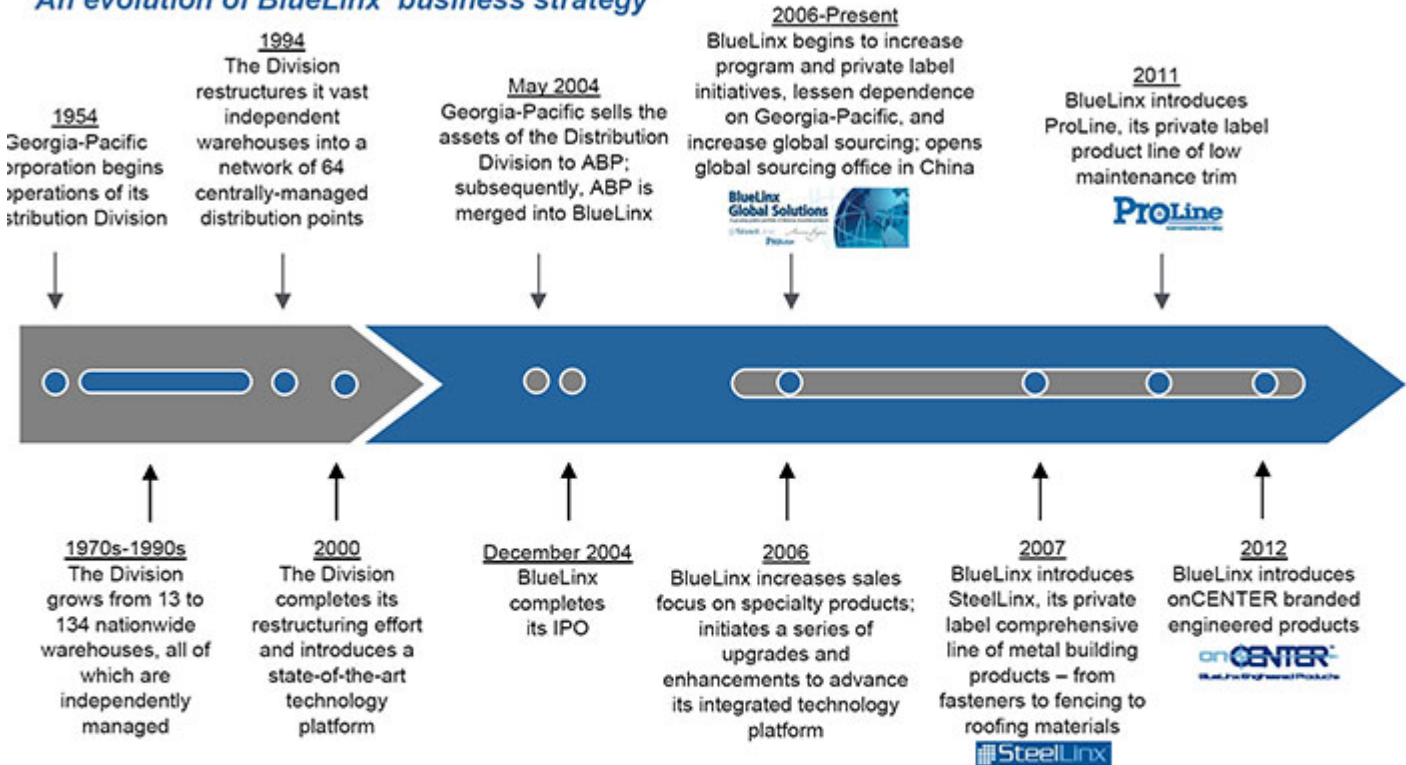 An evolution of BlueLinx' business strategy
1954
Georgia-Pacific
orporation begins
perations of its
stribution Division
1994
The Division
restructures it vast
independent
warehouses into a
network of 64
centrally-managed
distribution points
May 2004
Georgia-Pacific sells the
assets of the Distribution
Division to ABP;
subsequently, ABP is
merged into BlueLinx
2006-Present
BlueLinx begins to increase
program and private label
initiatives, lessen dependence
on Georgia-Pacific, and
increase global sourcing; opens
global sourcing office in China
BlueLinx
Global Solutions
ProLine
2011
BlueLinx introduces
ProLine, its private label
product line of low
maintenance trim
ProLine
1970s-1990s
The Division
grows from 13 to
134 nationwide
warehouses, all of
which are
independently
managed
2000
The Division
completes its
restructuring effort
and introduces a
state-of-the-art
technology
platform
December 2004
BlueLinx
completes
its IPO
2006
BlueLinx increases sales
focus on specialty products;
initiates a series of
upgrades and
enhancements to advance
its integrated technology
platform
2007
BlueLinx introduces
SteelLinx, its private
label comprehensive
line of metal building
products – from
fasteners to fencing to
roofing materials
SteelLinx
2012
BlueLinx introduces
onCENTER branded
engineered products
onCENTER
BlueLinx Engineered Products